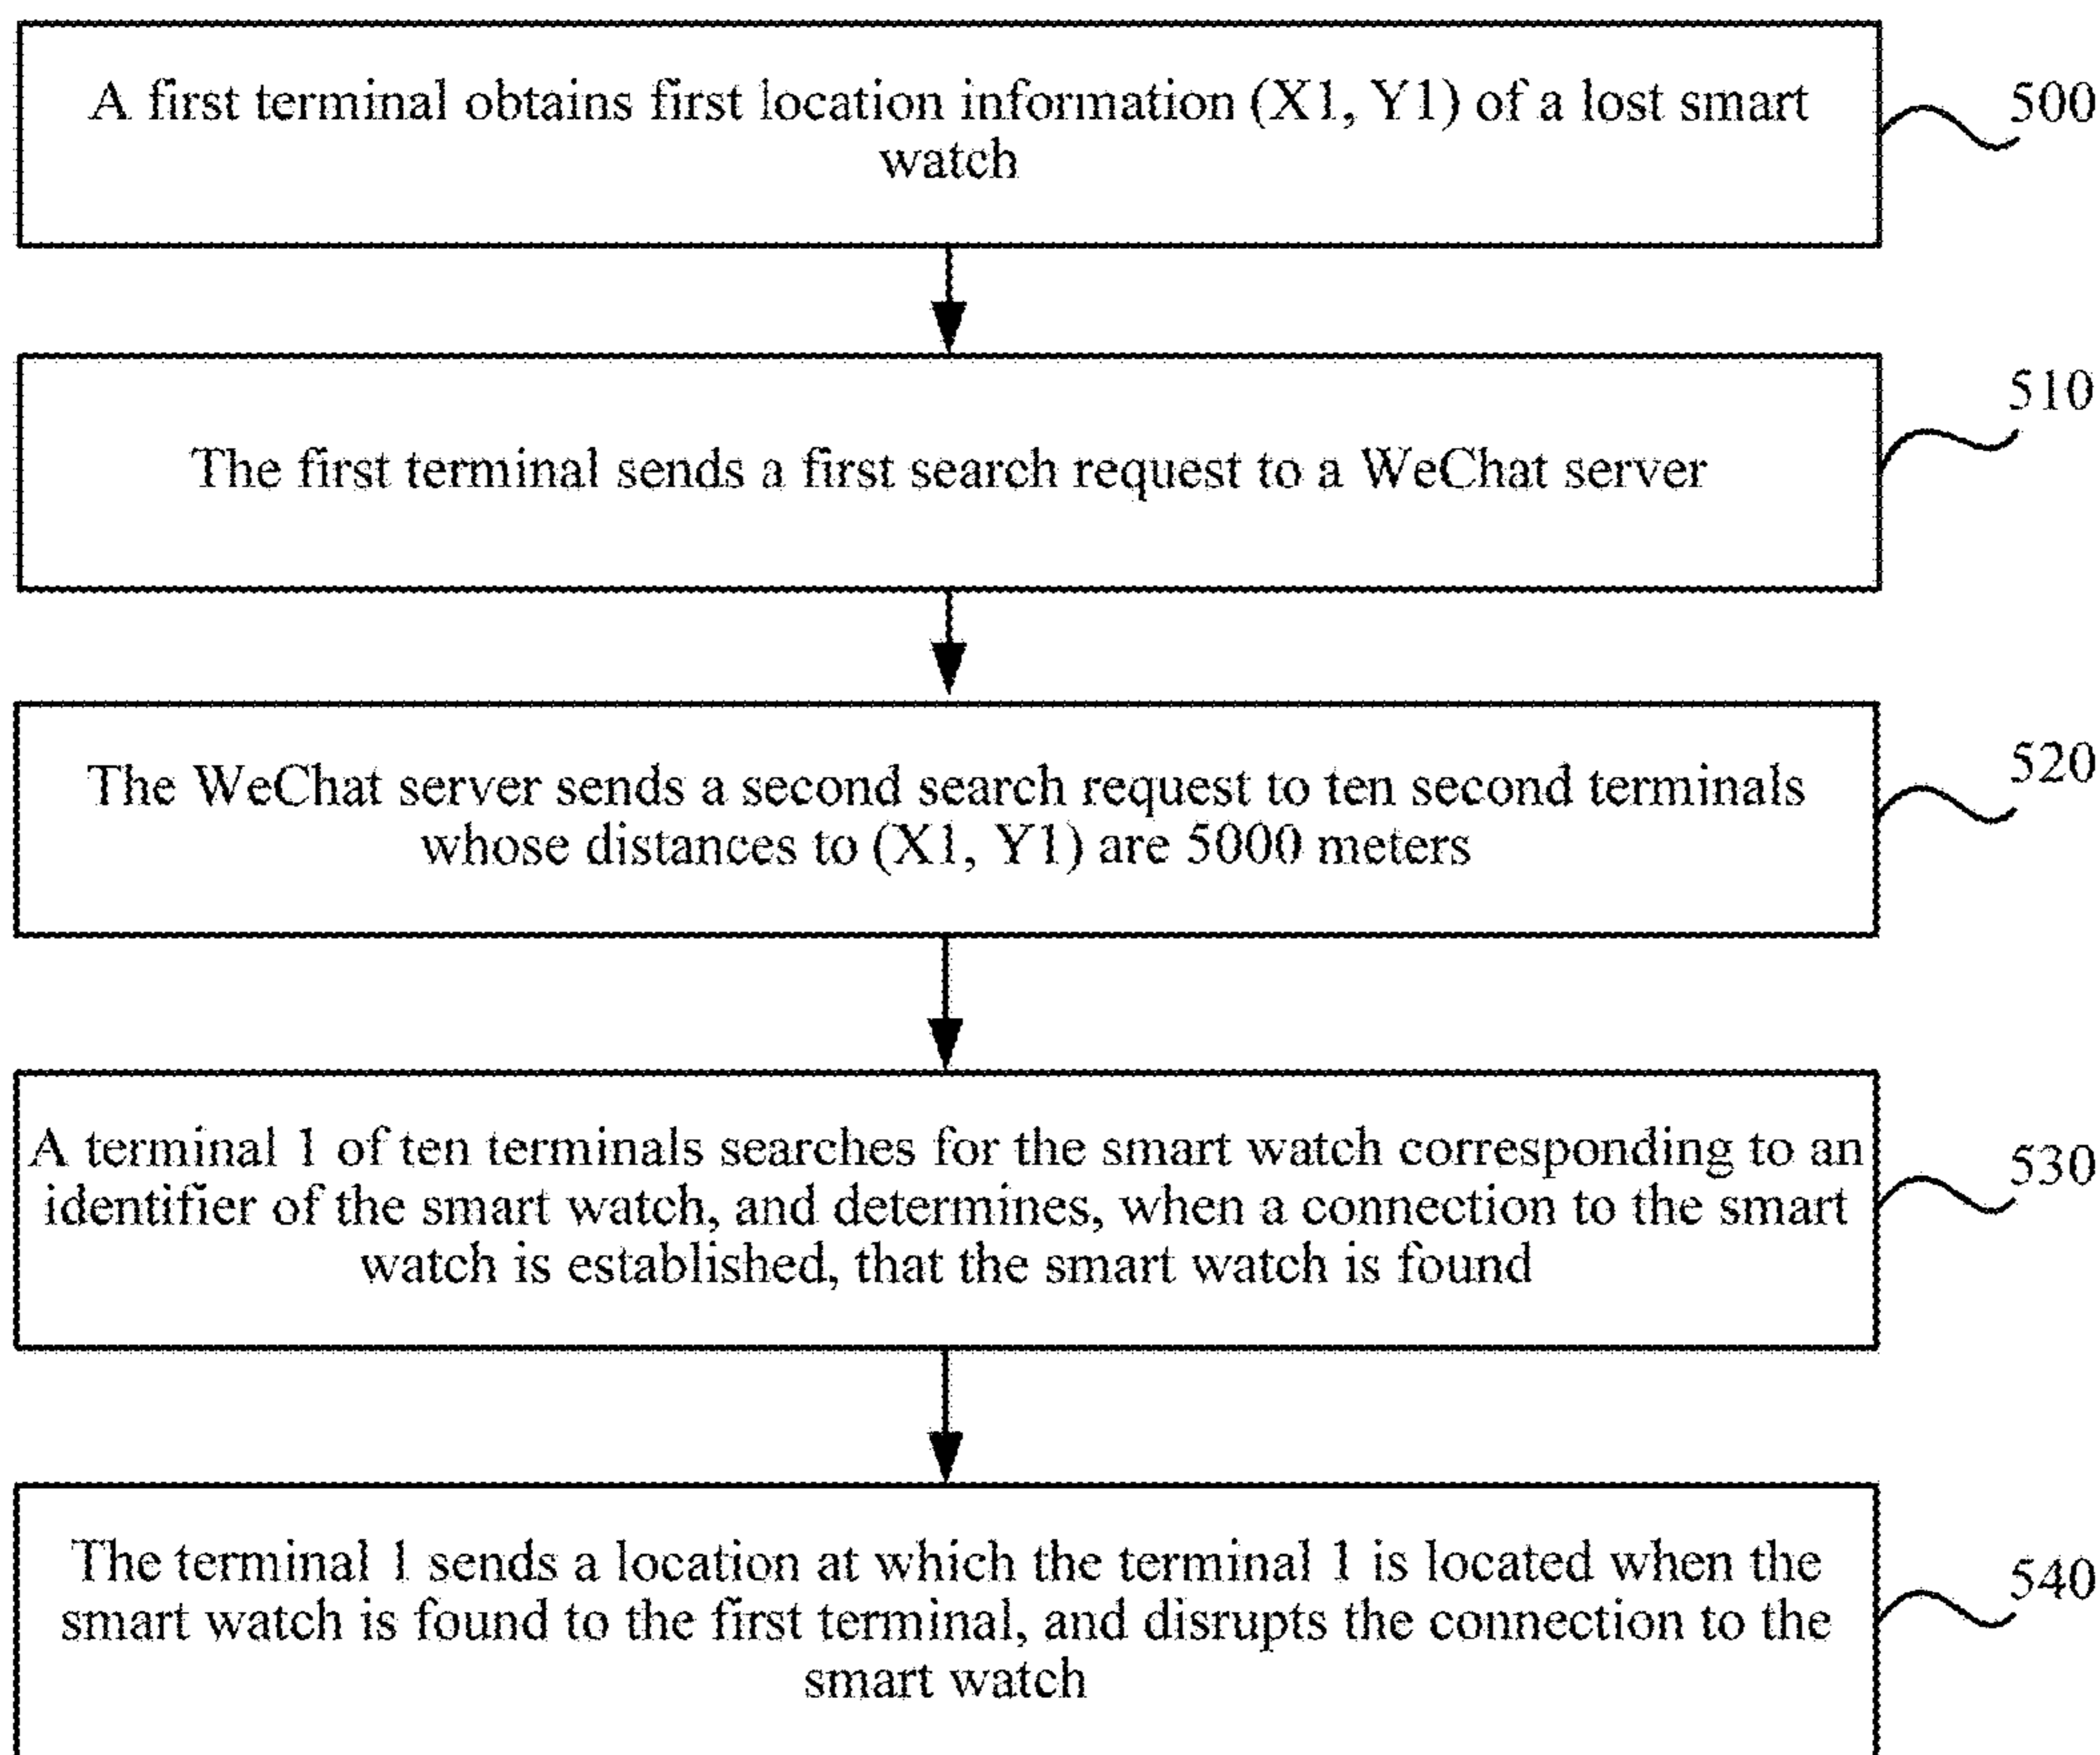 A first terminal obtains first location information (X1, Y1) of a lost smart
watch
500
The first terminal sends a first search request to a WeChat server
510
The WeChat server sends a second search request to ten second terminals
whose distances to (X1, Y1) are 5000 meters
520
A terminal 1 of ten terminals searches for the smart watch corresponding to an
identifier of the smart watch, and determines, when a connection to the smart
watch is established, that the smart watch is found
530
The terminal 1 sends a location at which the terminal 1 is located when the
smart watch is found to the first terminal, and disrupts the connection to the
smart watch
540